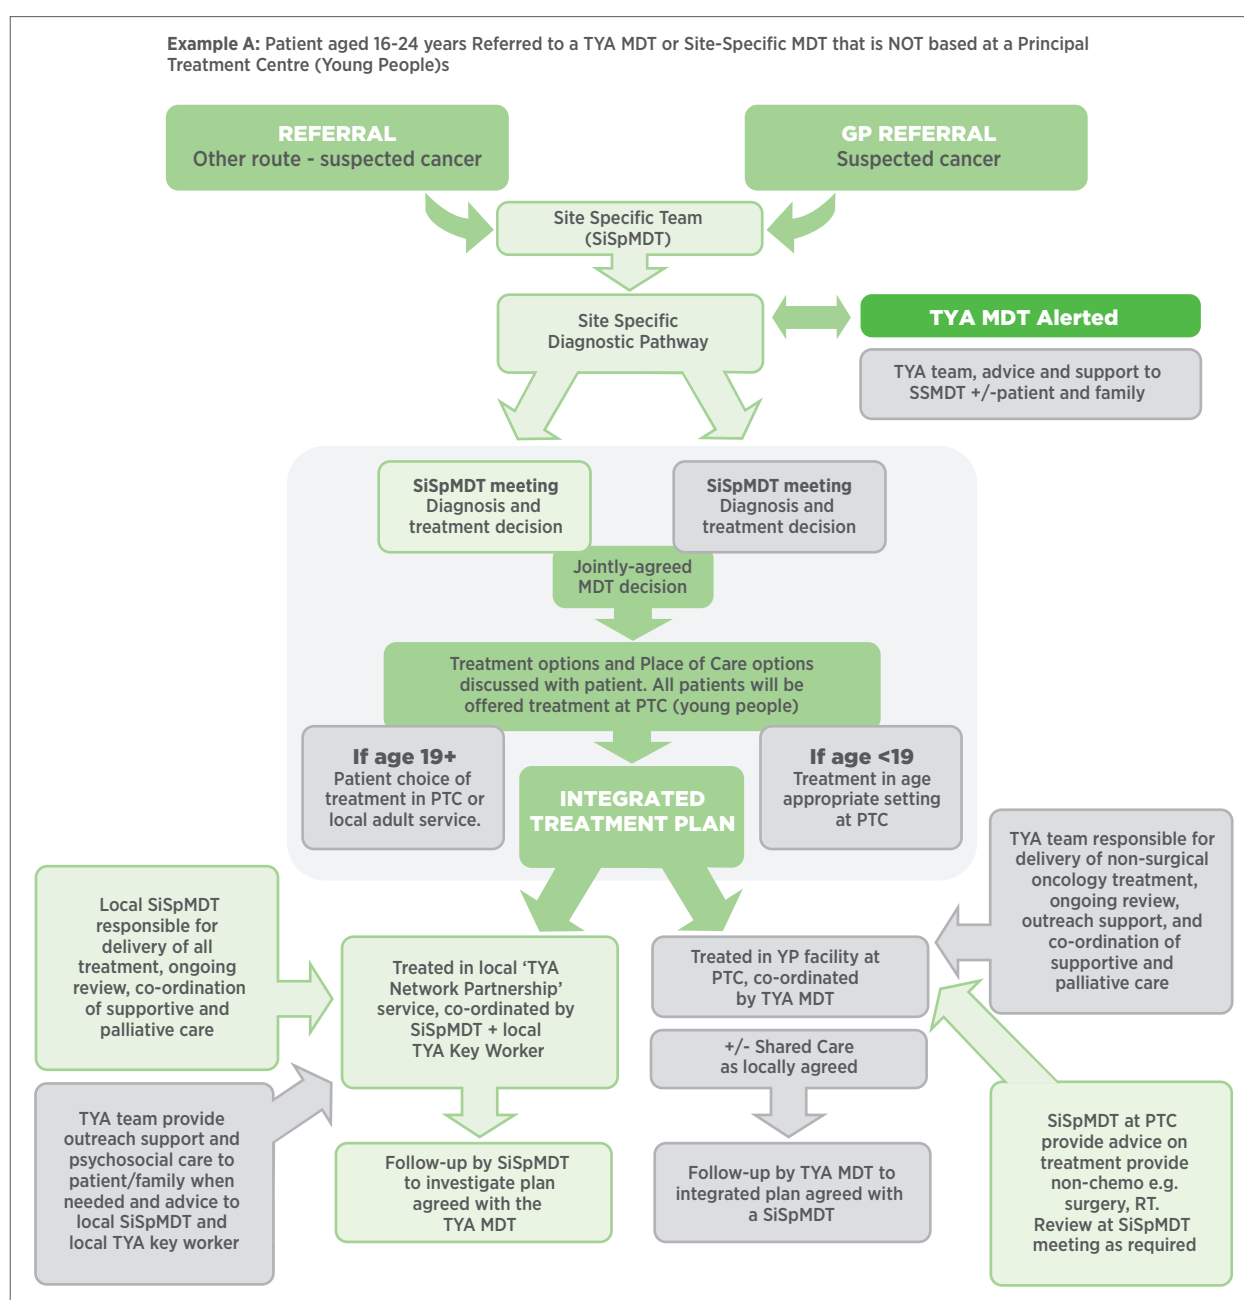 Example A: Patient aged 16-24 years Referred to a TYA MDT or Site-Specific MDT that is NOT based at a Principal
Treatment Centre (Young People)s
REFERRAL
Other route - suspected cancer
GP REFERRAL
Suspected cancer
Site Specific Team
(SiSpMDT)
Site Specific
Diagnostic Pathway
TYA MDT Alerted
TYA team, advice and support to
SSMDT +/-patient and family
SiSpMDT meeting
Diagnosis and
treatment decision
SiSpMDT meeting
Diagnosis and
treatment decision
Jointly-agreed
MDT decision
Treatment options and Place of Care options
discussed with patient. All patients will be
offered treatment at PTC (young people)
If age 19+
Patient choice of
treatment in PTC or
local adult service.
INTEGRATED
TREATMENT PLAN
If age <19
Treatment in age
appropriate setting
at PTC
Local SiSpMDT
responsible for
delivery of all
treatment, ongoing
review, co-ordination
of supportive and
palliative care
Treated in local ‘TYA
Network Partnership’
service, co-ordinated by
SiSpMDT + local
TYA Key Worker
Treated in YP facility at
PTC, co-ordinated
by TYA MDT
+/- Shared Care
as locally agreed
TYA team responsible for
delivery of non-surgical
oncology treatment,
ongoing review,
outreach support, and
co-ordination of
supportive and
palliative care
TYA team provide
outreach support and
psychosocial care to
patient/family when
needed and advice to
local SiSpMDT and
local TYA key worker
Follow-up by SiSpMDT
to investigate plan
agreed with the
TYA MDT
Follow-up by TYA MDT to
integrated plan agreed with
a SiSpMDT
SiSpMDT at PTC
provide advice on
treatment provide
non-chemo e.g.
surgery, RT.
Review at SiSpMDT
meeting as required